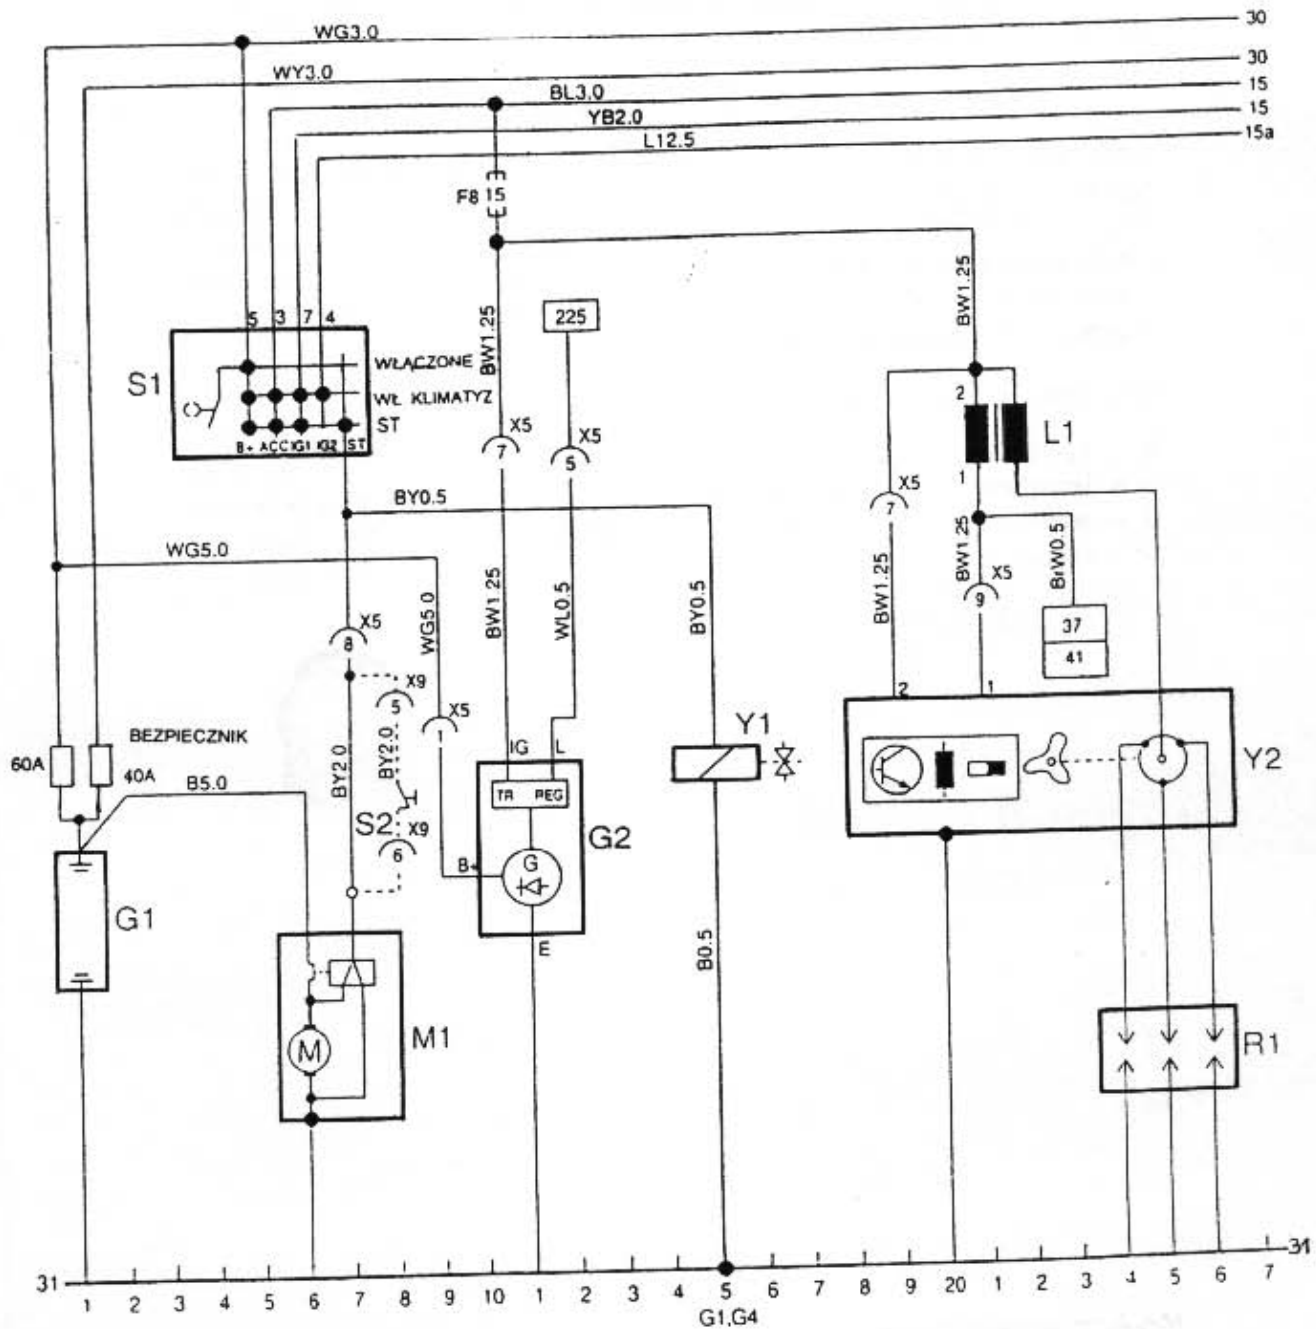 WG3.0
30
WY3.0
30
BL3.0
15
YB2.0
15
L12.5
15a
F8 15
5 3 7 4
BW1.25
225
BW1.25
S1
WŁĄCZONE
WŁ KLIMATYZ
ST
B+ ACC IG1 IG2 ST
X5
7
X5
5
2
L1
1
X5
7
BY0.5
WG5.0
BW1.25
BW1.25
X5
9
BrW0.5
37
41
X5
8
WG5.0
BW1.25
WL0.5
BY0.5
X9
5
X5
1
2
1
BEZPIECZNIK
60A
40A
B5.0
BY2.0
BY2.0
IG
L
Y1
Y2
TR REG
S2
X9
6
G2
B+
G
G1
E
B0.5
M
M1
R1
31
31
1 2 3 4 5 6 7 8 9 10 1 2 3 4 5 6 7 8 9 20 1 2 3 4 5 6 7
G1,G4